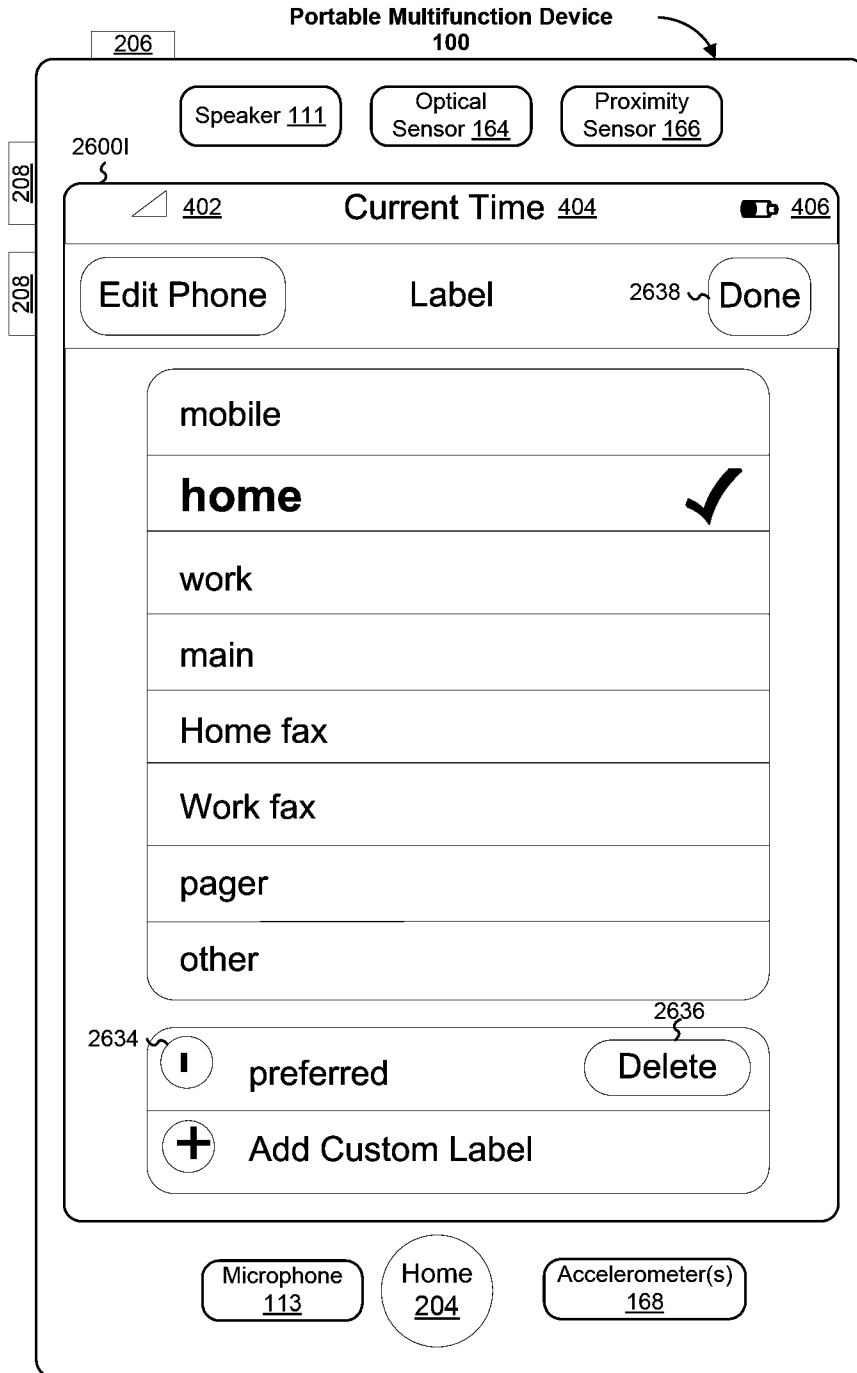 Portable Multifunction Device
100
206
Speaker 111
Optical
Sensor 164
Proximity
Sensor 166
2600I
208
402
Current Time 404
406
208
Edit Phone
Label
2638
Done
mobile
home
work
main
Home fax
Work fax
pager
other
2636
2634
preferred
Delete
Add Custom Label
Microphone
113
Home
204
Accelerometer(s)
168